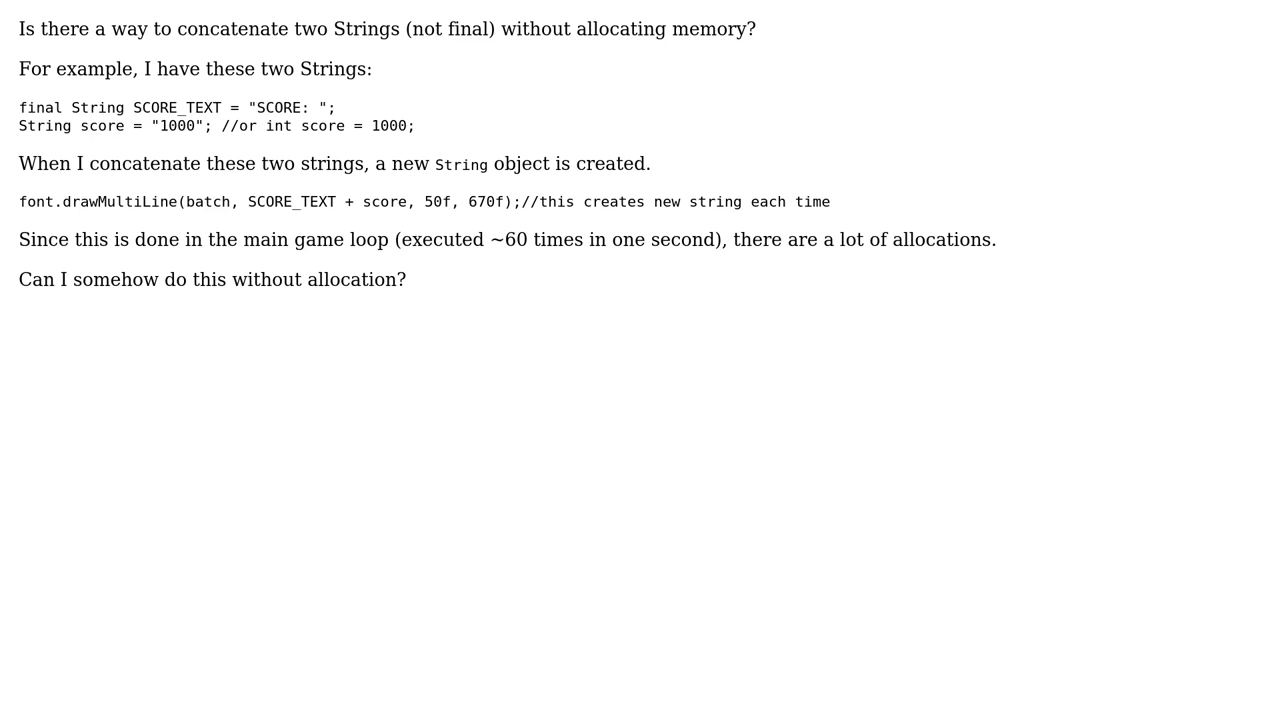 Is there a way to concatenate two Strings (not final) without allocating memory?
For example, I have these two Strings:
final String SCORE_TEXT = "SCORE: ";
String score = "1000"; //or int score = 1000;
When I concatenate these two strings, a new String object is created.
font.drawMultiLine(batch, SCORE_TEXT + score, 50f, 670f);//this creates new string each time
Since this is done in the main game loop (executed ~60 times in one second), there are a lot of allocations.
Can I somehow do this without allocation?